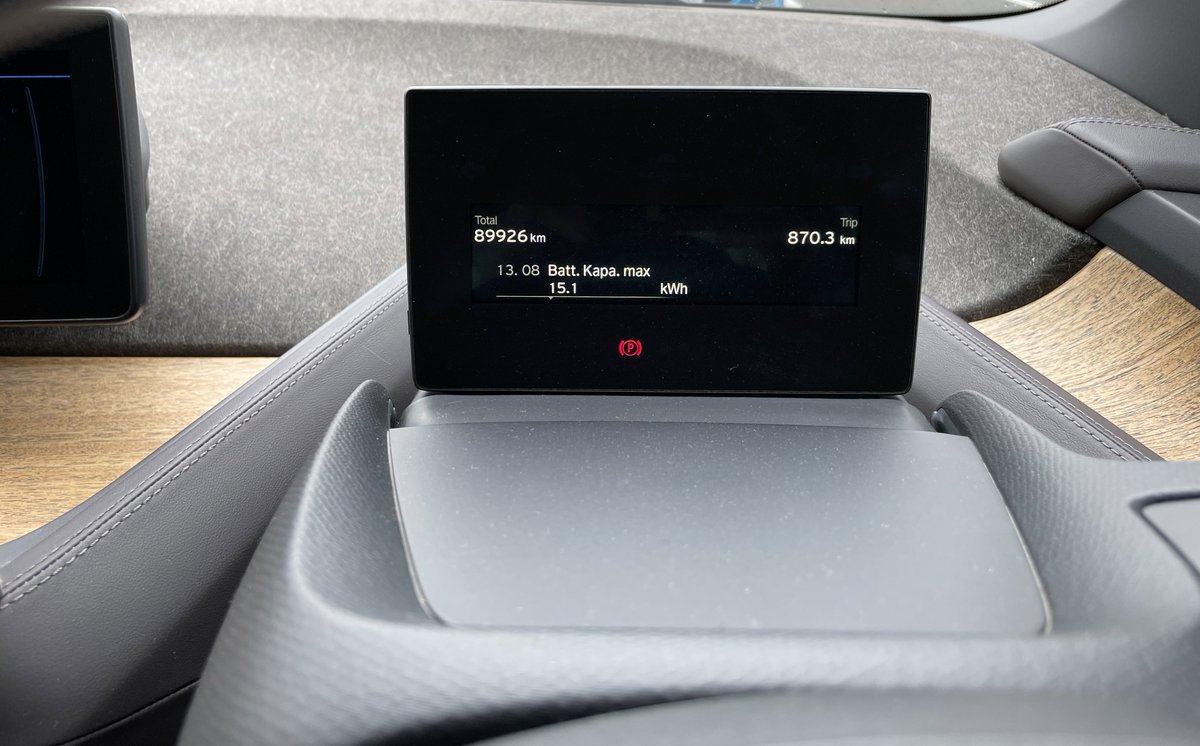 Total Trip
89926 km 870.3 km
13. 08 Batt. Kapa. max
15.1 kWh
P